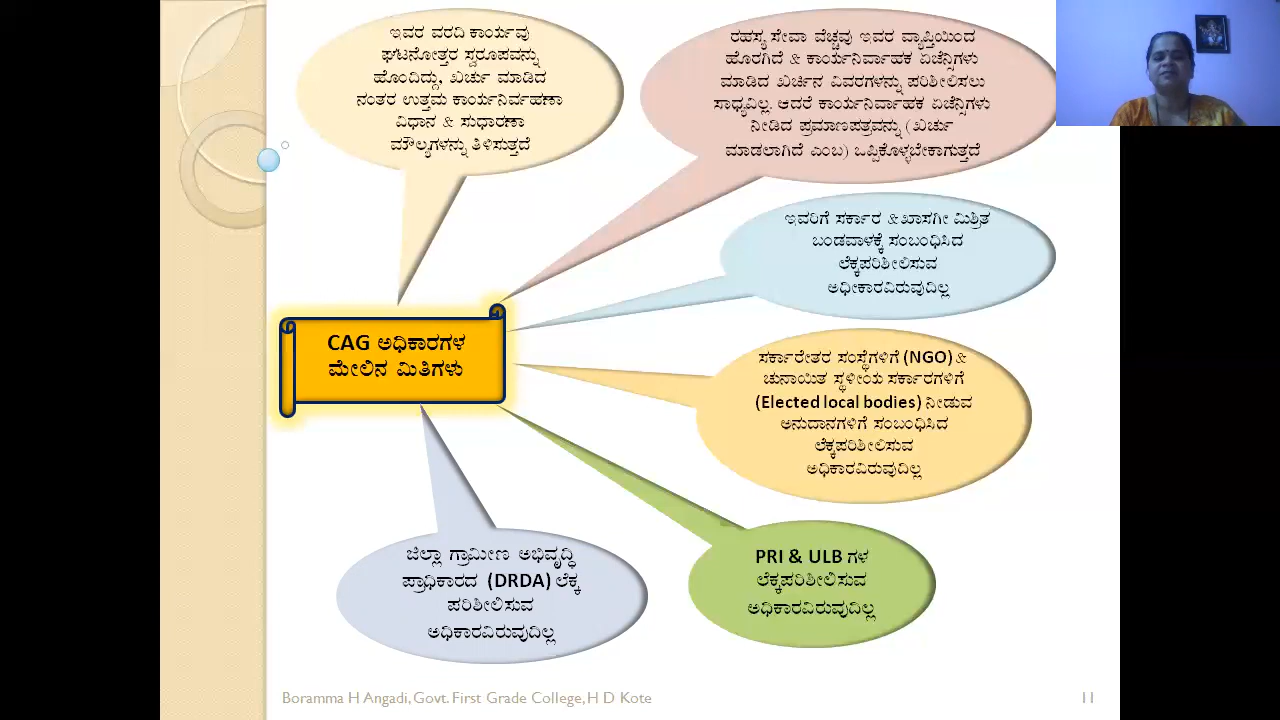 ಇವರ ವರದಿ ಕಾರ್ಯವು
ಘಟನೋತ್ತರ ಸ್ವರೂಪವನ್ನು
ಹೊಂದಿದ್ದು, ಖರ್ಚು ಮಾಡಿದ
ನಂತರ ಉತ್ತಮ ಕಾರ್ಯನಿರ್ವಹಣಾ
ವಿಧಾನ & ಸುಧಾರಣಾ
ಮೌಲ್ಯಗಳನ್ನು ತಿಳಿಸುತ್ತದೆ
ರಹಸ್ಯ ಸೇವಾ ವೆಚ್ಚವು ಇವರ ವ್ಯಾಪ್ತಿಯಿಂದ
ಹೊರಗಿದೆ & ಕಾರ್ಯನಿರ್ವಾಹಕ ಏಜೆನ್ಸಿಗಳು
ಮಾಡಿದ ಖರ್ಚಿನ ವಿವರಗಳನ್ನು ಪರಿಶೀಲಿಸಲು
ಸಾಧ್ಯವಿಲ್ಲ. ಆದರೆ ಕಾರ್ಯನಿರ್ವಾಹಕ ಏಜೆನ್ಸಿಗಳು
ನೀಡಿದ ಪ್ರಮಾಣಪತ್ರವನ್ನು (ಖರ್ಚು
ಮಾಡಲಾಗಿದೆ ಎಂಬ) ಒಪ್ಪಿಕೊಳ್ಳಬೇಕಾಗುತ್ತದೆ
ಇವರಿಗೆ ಸರ್ಕಾರ &ಖಾಸಗೀ ಮಿಶ್ರಿತ
ಬಂಡವಾಳಕ್ಕೆ ಸಂಬಂಧಿಸಿದ
ಲೆಕ್ಕಪರಿಶೀಲಿಸುವ
ಅಧೀಕಾರವಿರುವುದಿಲ್ಲ
CAG ಅಧಿಕಾರಗಳ
ಮೇಲಿನ ಮಿತಿಗಳು
ಸರ್ಕಾರೇತರ ಸಂಸ್ಥೆಗಳಿಗೆ (NGO) &
ಚುನಾಯಿತ ಸ್ಥಳೀಯ ಸರ್ಕಾರಗಳಿಗೆ
(Elected local bodies) ನೀಡುವ
ಅನುದಾನಗಳಿಗೆ ಸಂಬಂಧಿಸಿದ
ಲೆಕ್ಕಪರಿಶೀಲಿಸುವ
ಅಧಿಕಾರವಿರುವುದಿಲ್ಲ
ಜಿಲ್ಲಾ ಗ್ರಾಮೀಣ ಅಭಿವೃದ್ಧಿ
ಪ್ರಾಧಿಕಾರದ (DRDA) ಲೆಕ್ಕ
ಪರಿಶೀಲಿಸುವ
ಅಧಿಕಾರವಿರುವುದಿಲ್ಲ
PRI & ULB ಗಳ
ಲೆಕ್ಕಪರಿಶೀಲಿಸುವ
ಅಧಿಕಾರವಿರುವುದಿಲ್ಲ
Boramma H Angadi, Govt. First Grade College, H D Kote
11